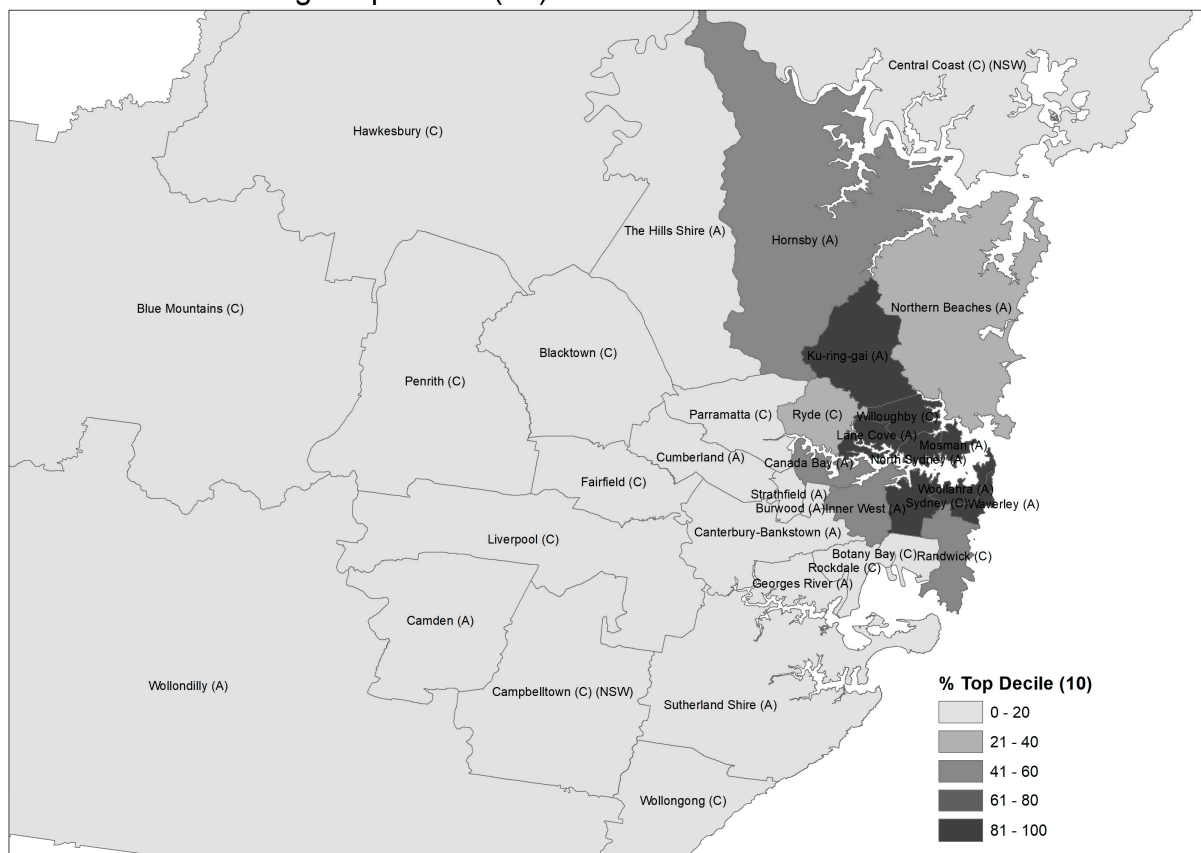 Central Coast (C) (NSW)
Hawkesbury (C)
The Hills Shire (A)
Hornsby (A)
Blue Mountains (C)
Northern Beaches (A)
Blacktown (C)
Ku-ring-gai (A)
Penrith (C)
Parramatta (C)
Ryde (C)
Willoughby (C)
Lane Cove (A)
Mosman (A)
Cumberland (A)
Canada Bay (A)
North Sydney (A)
Fairfield (C)
Strathfield (A)
Woollahra (A)
Burwood (A)
Inner West (A)
Sydney (C)
Waverley (A)
Canterbury-Bankstown (A)
Liverpool (C)
Botany Bay (C)
Randwick (C)
Rockdale (C)
Georges River (A)
Camden (A)
Wollondilly (A)
Campbelltown (C) (NSW)
Sutherland Shire (A)
Wollongong (C)
% Top Decile (10)
0 - 20
21 - 40
41 - 60
61 - 80
81 - 100